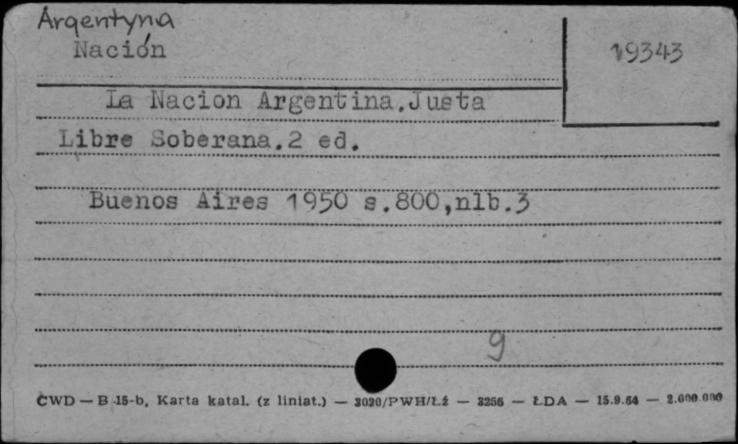 Argentyna
Nación
19343
La Nacion Argentina.Justa
Libre Soberana.2 ed.
Buenos Aires 1950 s.800,nlb.3
9
CWD — B-15-b, Karta katal. (z liniat.) — 3020/PWH/Łż — 3256 — ŁDA — 15.9.64 — 2.000.000